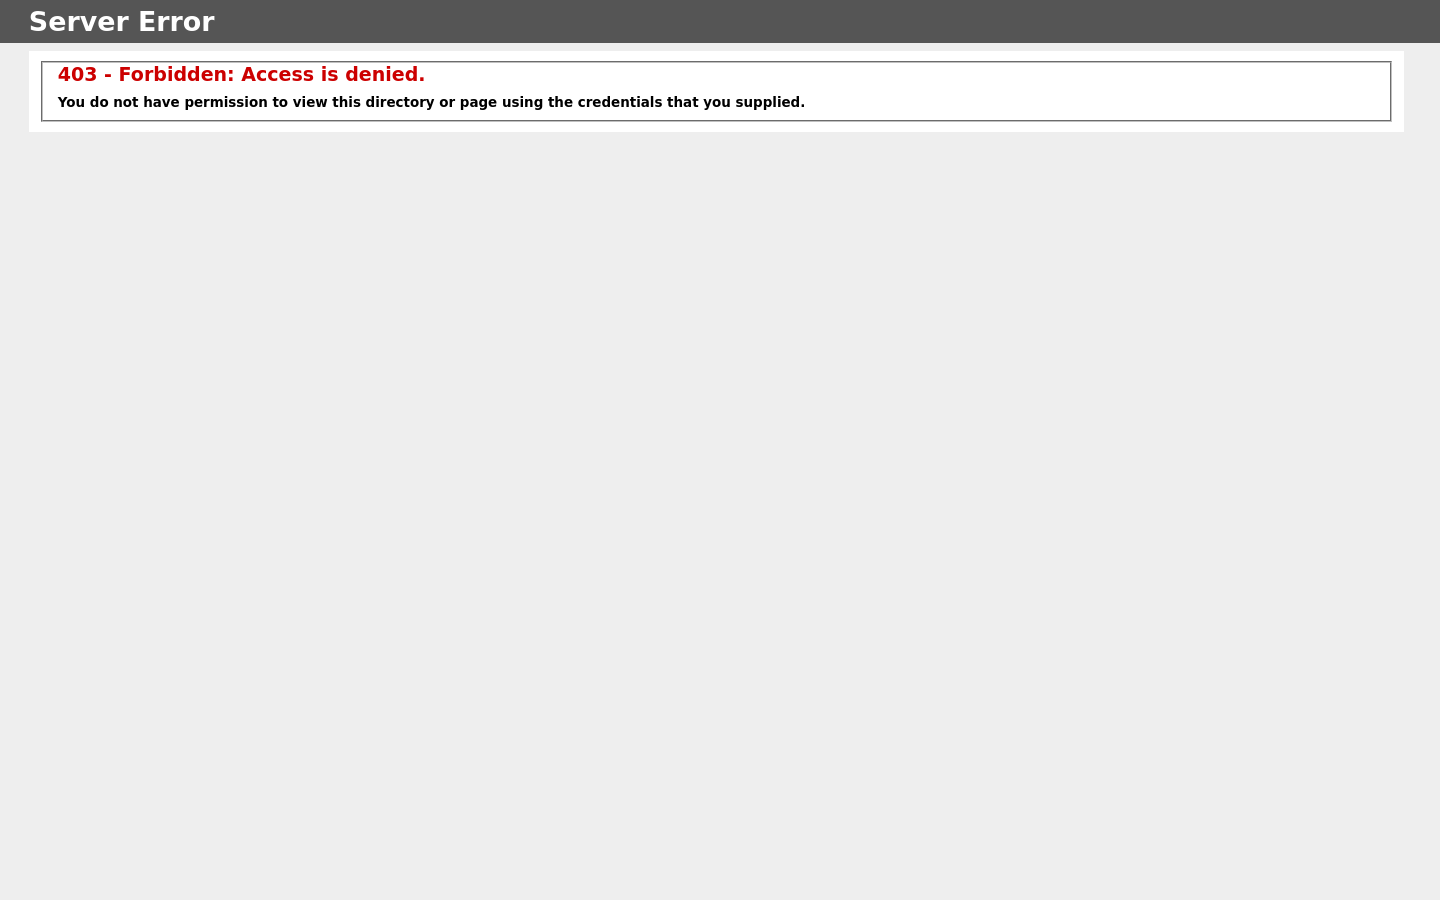 Server Error
403 - Forbidden: Access is denied.
You do not have permission to view this directory or page using the credentials that you supplied.